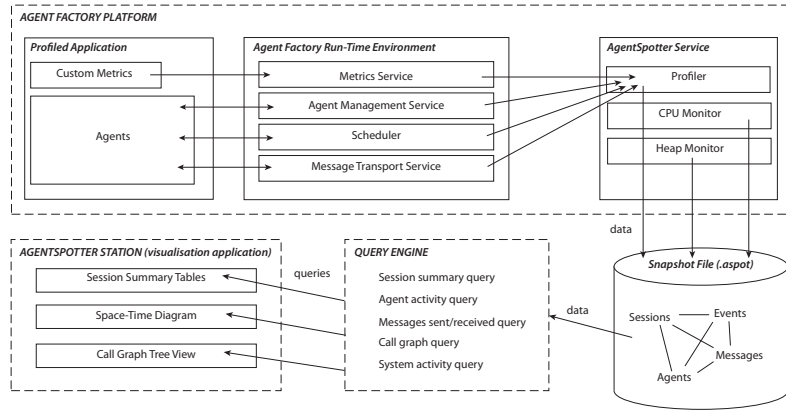 AGENT FACTORY PLATFORM
Profiled Application
Custom Metrics
Agents
Agent Factory Run-Time Environment
Metrics Service
Agent Management Service
Scheduler
Message Transport Service
AgentSpotter Service
Profiler
CPU Monitor
Heap Monitor
data
AGENTSPOTTER STATION (visualisation application)
Session Summary Tables
Space-Time Diagram
Call Graph Tree View
queries
QUERY ENGINE
Session summary query
Agent activity query
Messages sent/received query
Call graph query
System activity query
data
Snapshot File (.aspot)
Sessions
Events
Messages
Agents